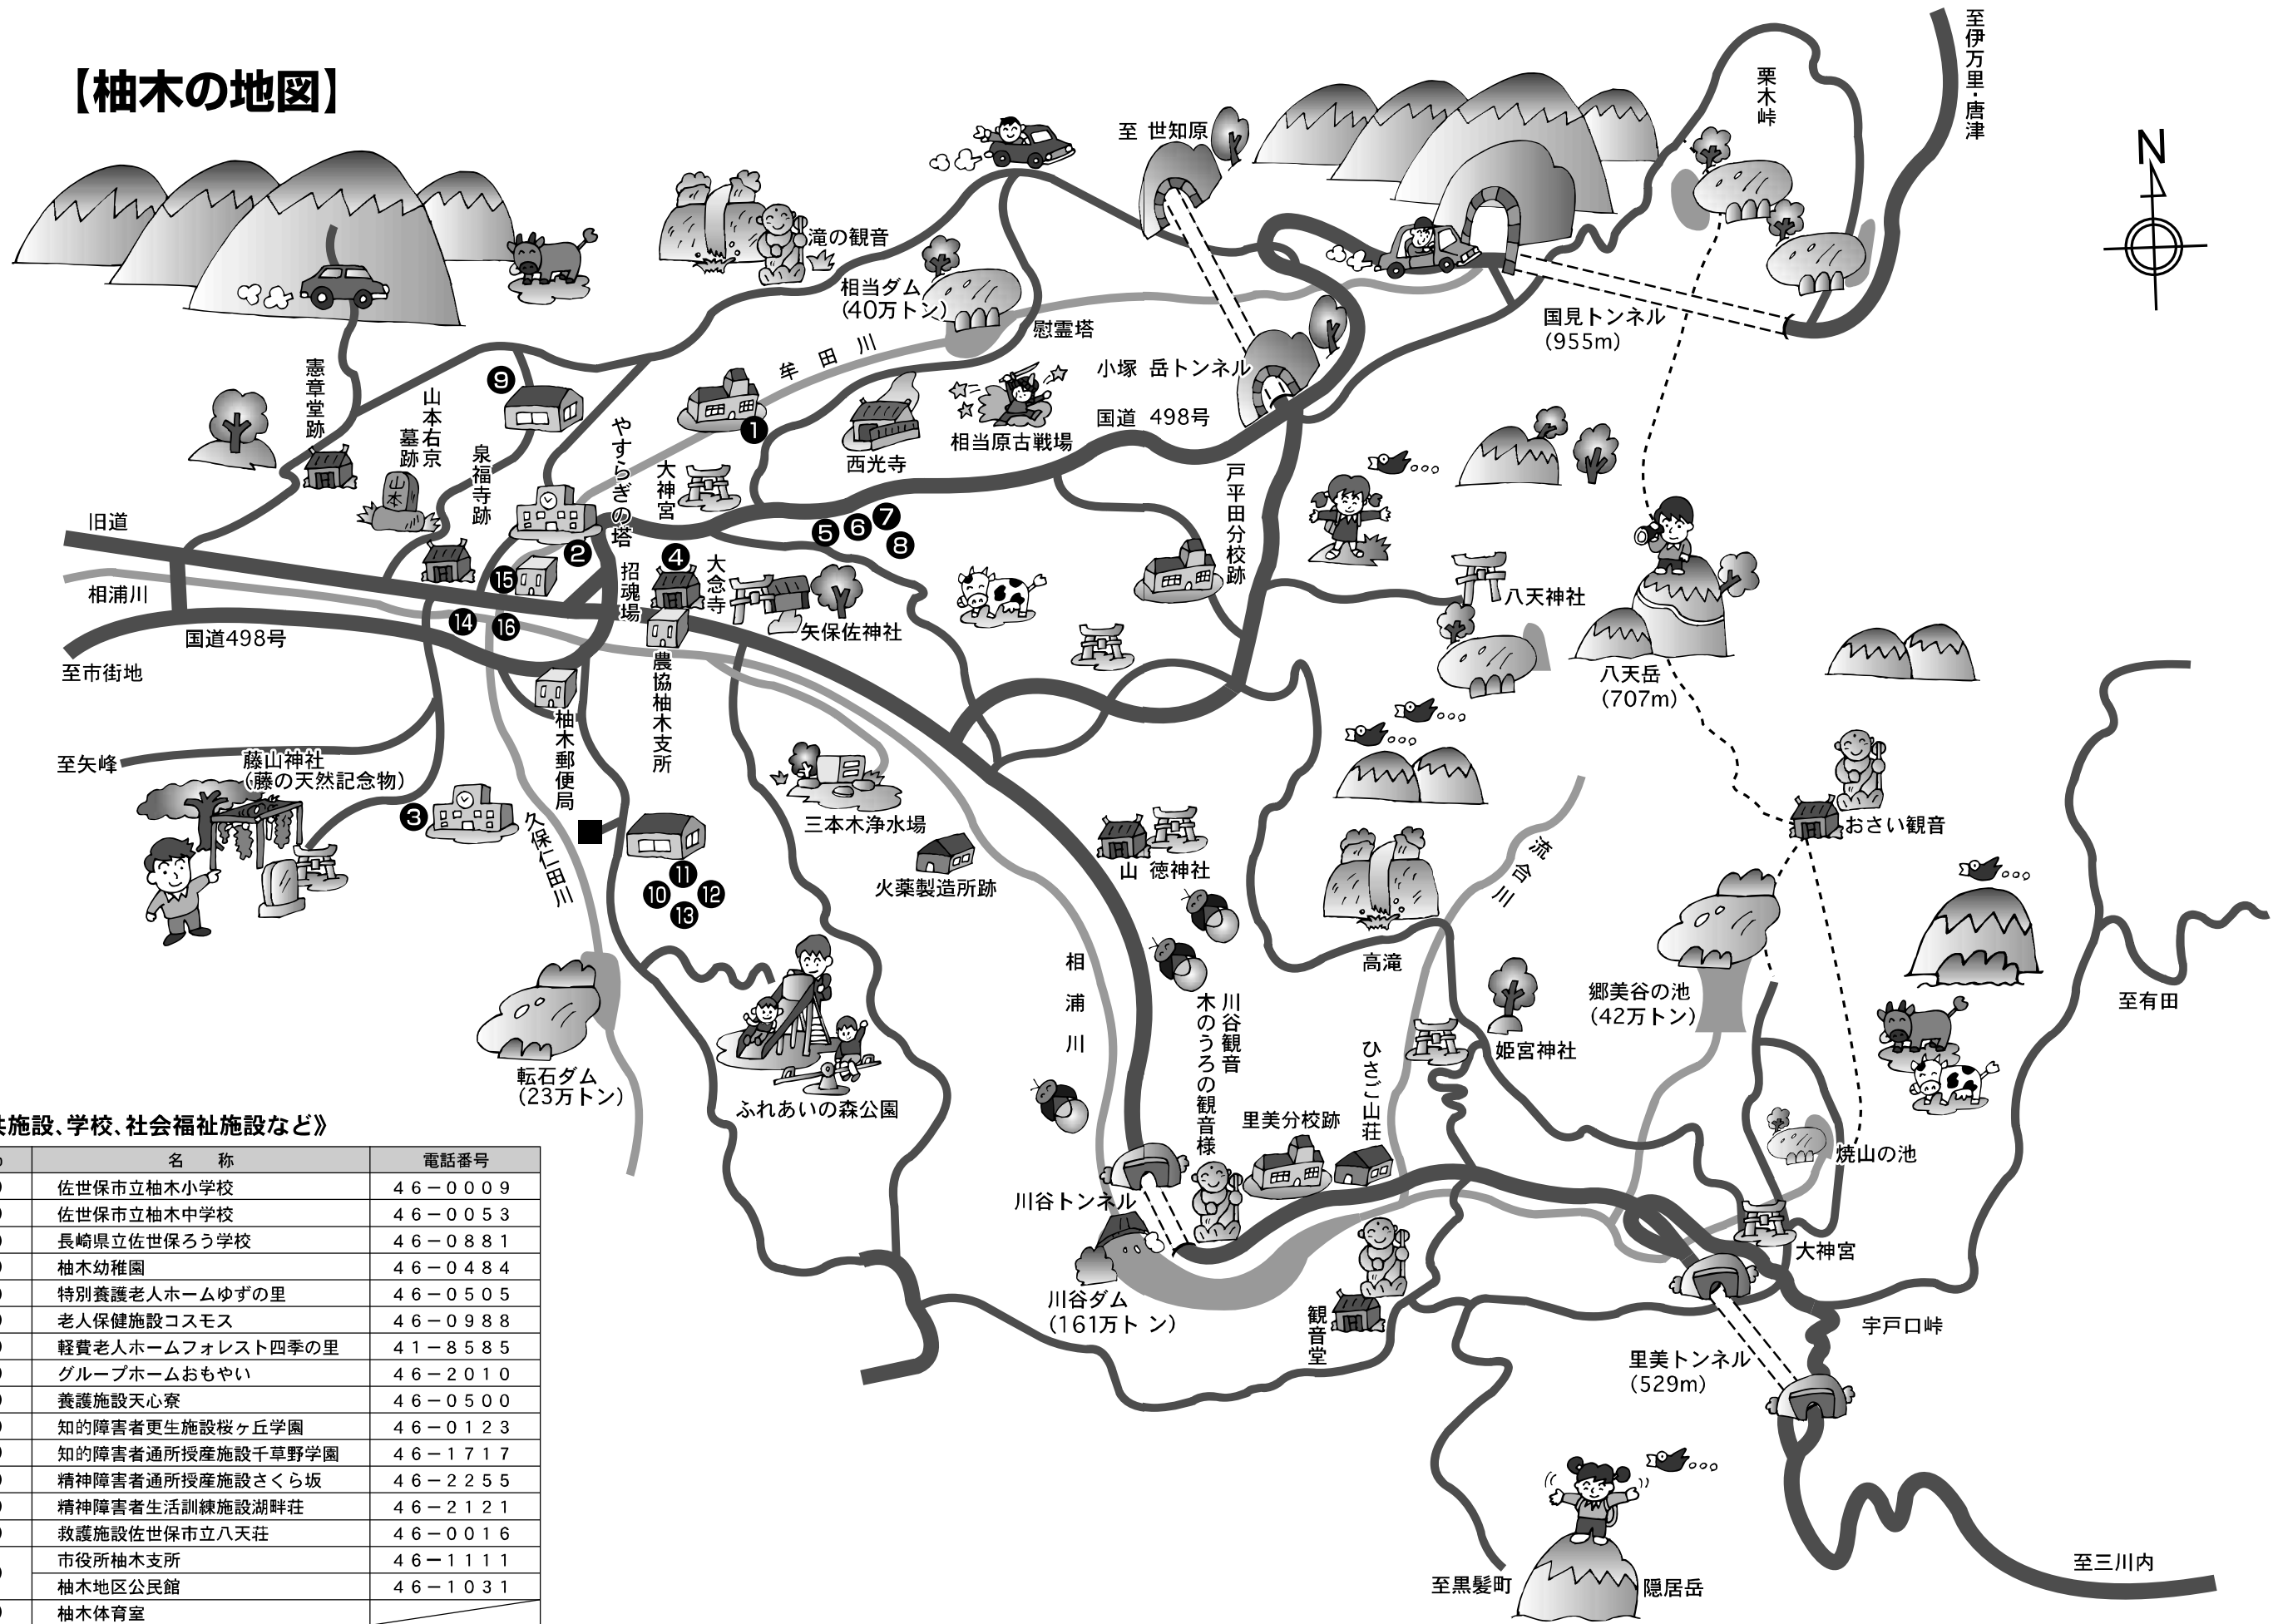 【柚木の地図】
至伊万里・唐津
栗木峠
N
至 世知原
滝の観音
相当ダム
(40万トン)
慰霊塔
牟田川
国見トンネル
(955m)
小塚 岳トンネル
国道 498号
憲章堂跡
山本右京
墓跡
山本
泉福寺跡
❾
やすらぎの塔
大神宮
❶
西光寺
相当原古戦場
戸平田分校跡
旧道
相浦川
国道498号
至市街地
❷
⓯
⓮
⓰
招魂場
❹
大念寺
❺
❻
❼
❽
矢保佐神社
農協柚木支所
柚木郵便局
八天神社
八天岳
(707m)
至矢峰
藤山神社
(藤の天然記念物)
❸
久保仁田川
⓫
❿
⓬
⓭
三本木浄水場
火薬製造所跡
山 徳神社
おさい観音
流合川
高滝
相浦川
川谷観音
木のうろの観音様
ひさご山荘
姫宮神社
郷美谷の池
(42万トン)
至有田
転石ダム
(23万トン)
ふれあいの森公園
里美分校跡
焼山の池
川谷トンネル
川谷ダム
(161万ト ン)
観音堂
大神宮
宇戸口峠
里美トンネル
(529m)
至黒髪町
隠居岳
至三川内
施設、学校、社会福祉施設など》
名 称 電話番号
佐世保市立柚木小学校 46－0009
佐世保市立柚木中学校 46－0053
長崎県立佐世保ろう学校 46－0881
柚木幼稚園 46－0484
特別養護老人ホームゆずの里 46－0505
老人保健施設コスモス 46－0988
軽費老人ホームフォレスト四季の里 41－8585
グループホームおもやい 46－2010
養護施設天心寮 46－0500
知的障害者更生施設桜ヶ丘学園 46－0123
知的障害者通所授産施設千草野学園 46－1717
精神障害者通所授産施設さくら坂 46－2255
精神障害者生活訓練施設湖畔荘 46－2121
救護施設佐世保市立八天荘 46－0016
市役所柚木支所 46－1111
柚木地区公民館 46－1031
柚木体育室